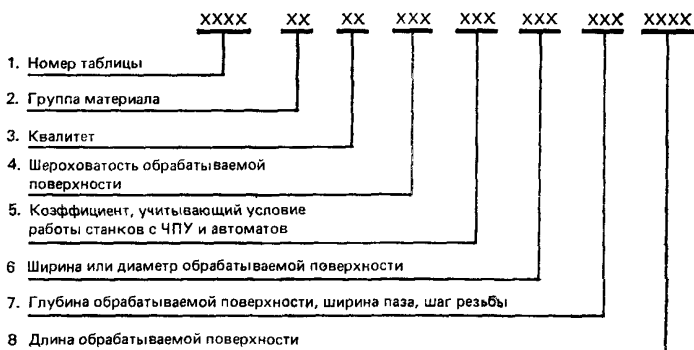 XXXX XX XX XXX XXX XXX XXX XXXX
1. Номер таблицы
2. Группа материала
3. Квалитет
4. Шероховатость обрабатываемой
поверхности
5. Коэффициент, учитывающий условие
работы станков с ЧПУ и автоматов
6 Ширина или диаметр обрабатываемой поверхности
7. Глубина обрабатываемой поверхности, ширина паза, шаг резьбы
8 Длина обрабатываемой поверхности